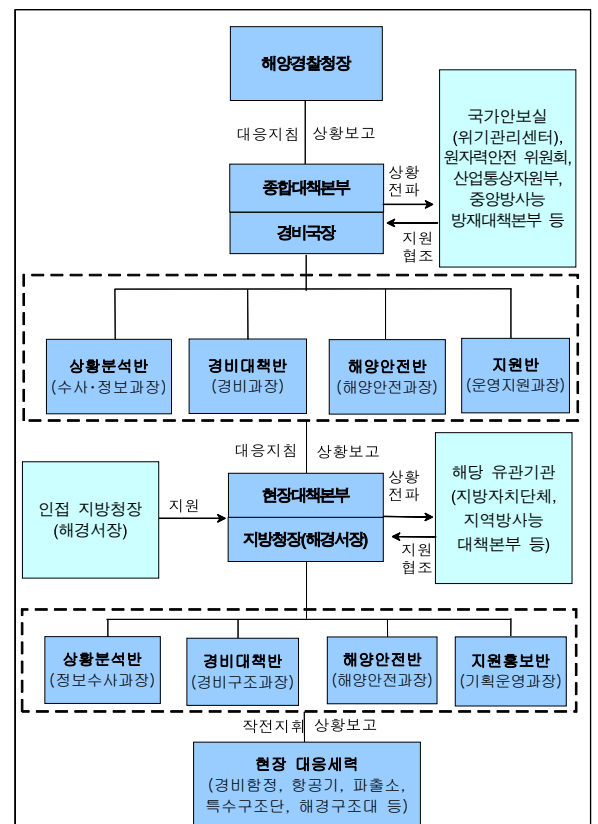 해양경찰청장
대응지침 상황보고
국가안보실
(위기관리센터),
원자력안전 위원회,
산업통상자원부,
중앙방사능
방재대책본부 등
종합대책본부
경비국장
상황
전파
지원
협조
상황분석반
(수사·정보과장)
경비대책반
(경비과장)
해양안전반
(해양안전과장)
지원반
(운영지원과장)
대응지침 상황보고
인접 지방청장
(해경서장)
지원
현장대책본부
지방청장(해경서장)
상황
전파
지원
협조
해당 유관기관
(지방자치단체,
지역방사능
대책본부 등)
상황분석반
(정보수사과장)
경비대책반
(경비구조과장)
해양안전반
(해양안전과장)
지원홍보반
(기획운영과장)
작전지휘 상황보고
현장 대응세력
(경비함정, 항공기, 파출소,
특수구조단, 해경구조대 등)